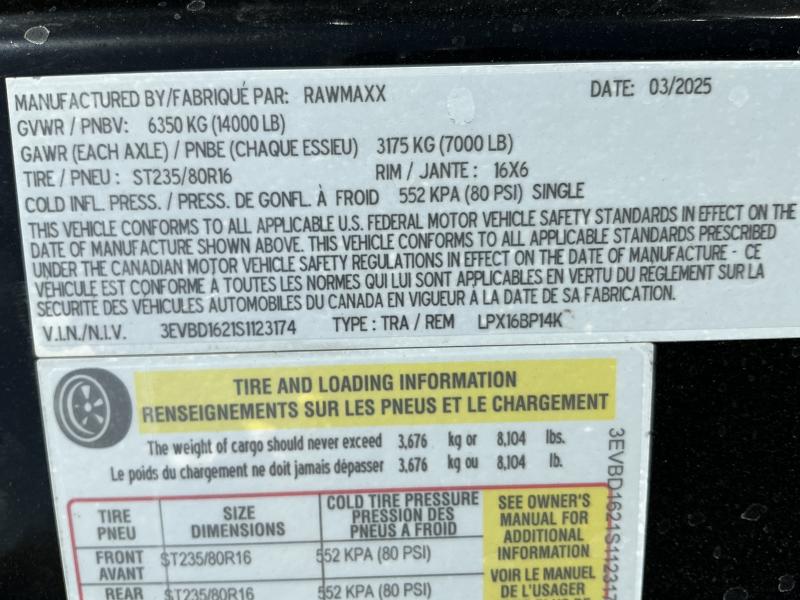 MANUFACTURED BY/FABRIQUÉ PAR: RAWMAXX DATE: 03/2025
GVWR / PNBV: 6350 KG (14000 LB)
GAWR (EACH AXLE) / PNBE (CHAQUE ESSIEU) 3175 KG (7000 LB)
TIRE / PNEU : ST235/80R16 RIM / JANTE : 16X6
COLD INFL. PRESS. / PRESS. DE GONFL. À FROID 552 KPA (80 PSI) SINGLE
THIS VEHICLE CONFORMS TO ALL APPLICABLE U.S. FEDERAL MOTOR VEHICLE SAFETY STANDARDS IN EFFECT ON THE
DATE OF MANUFACTURE SHOWN ABOVE. THIS VEHICLE CONFORMS TO ALL APPLICABLE STANDARDS PRESCRIBED
UNDER THE CANADIAN MOTOR VEHICLE SAFETY REGULATIONS IN EFFECT ON THE DATE OF MANUFACTURE - CE
VEHICULE EST CONFORME À TOUTES LES NORMES QUI LUI SONT APPLICABLES EN VERTU DU RÈGLEMENT SUR LA
SÉCURITÉ DES VÉHICULES AUTOMOBILES DU CANADA EN VIGUEUR À LA DATE DE SA FABRICATION.
V.I.N./N.I.V. 3EVBD1621S1123174 TYPE : TRA / REM LPX16BP14K
TIRE AND LOADING INFORMATION
RENSEIGNEMENTS SUR LES PNEUS ET LE CHARGEMENT
The weight of cargo should never exceed 3,676 kg or 8,104 lbs.
Le poids du chargement ne doit jamais dépasser 3,676 kg ou 8,104 lb.
TIRE
PNEU
SIZE
DIMENSIONS
COLD TIRE PRESSURE
PRESSION DES
PNEUS A FROID
SEE OWNER'S
MANUAL FOR
ADDITIONAL
INFORMATION
FRONT
AVANT
ST235/80R16
552 KPA (80 PSI)
VOIR LE MANUEL
DE L'USAGER
REAR
ST235/80R16
552 KPA (80 PSI)
3EVBD1621S112317